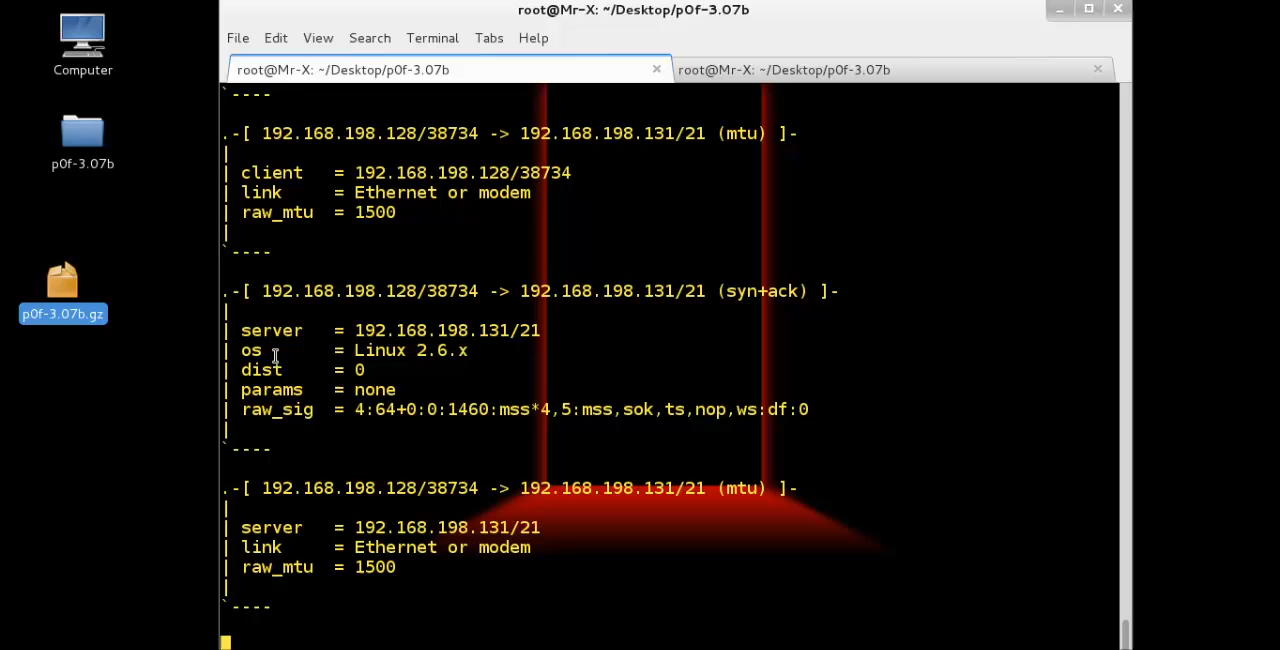 root@Mr-X: ~/Desktop/p0f-3.07b
File Edit View Search Terminal Tabs Help
root@Mr-X: ~/Desktop/p0f-3.07b
root@Mr-X: ~/Desktop/p0f-3.07b
Computer
p0f-3.07b
p0f-3.07b.gz
`----
.-[ 192.168.198.128/38734 -> 192.168.198.131/21 (mtu) ]-
|
| client   = 192.168.198.128/38734
| link     = Ethernet or modem
| raw_mtu  = 1500
|
`----
.-[ 192.168.198.128/38734 -> 192.168.198.131/21 (syn+ack) ]-
|
| server   = 192.168.198.131/21
| os       = Linux 2.6.x
| dist     = 0
| params   = none
| raw_sig  = 4:64+0:0:1460:mss*4,5:mss,sok,ts,nop,ws:df:0
|
`----
.-[ 192.168.198.128/38734 -> 192.168.198.131/21 (mtu) ]-
|
| server   = 192.168.198.131/21
| link     = Ethernet or modem
| raw_mtu  = 1500
|
`----